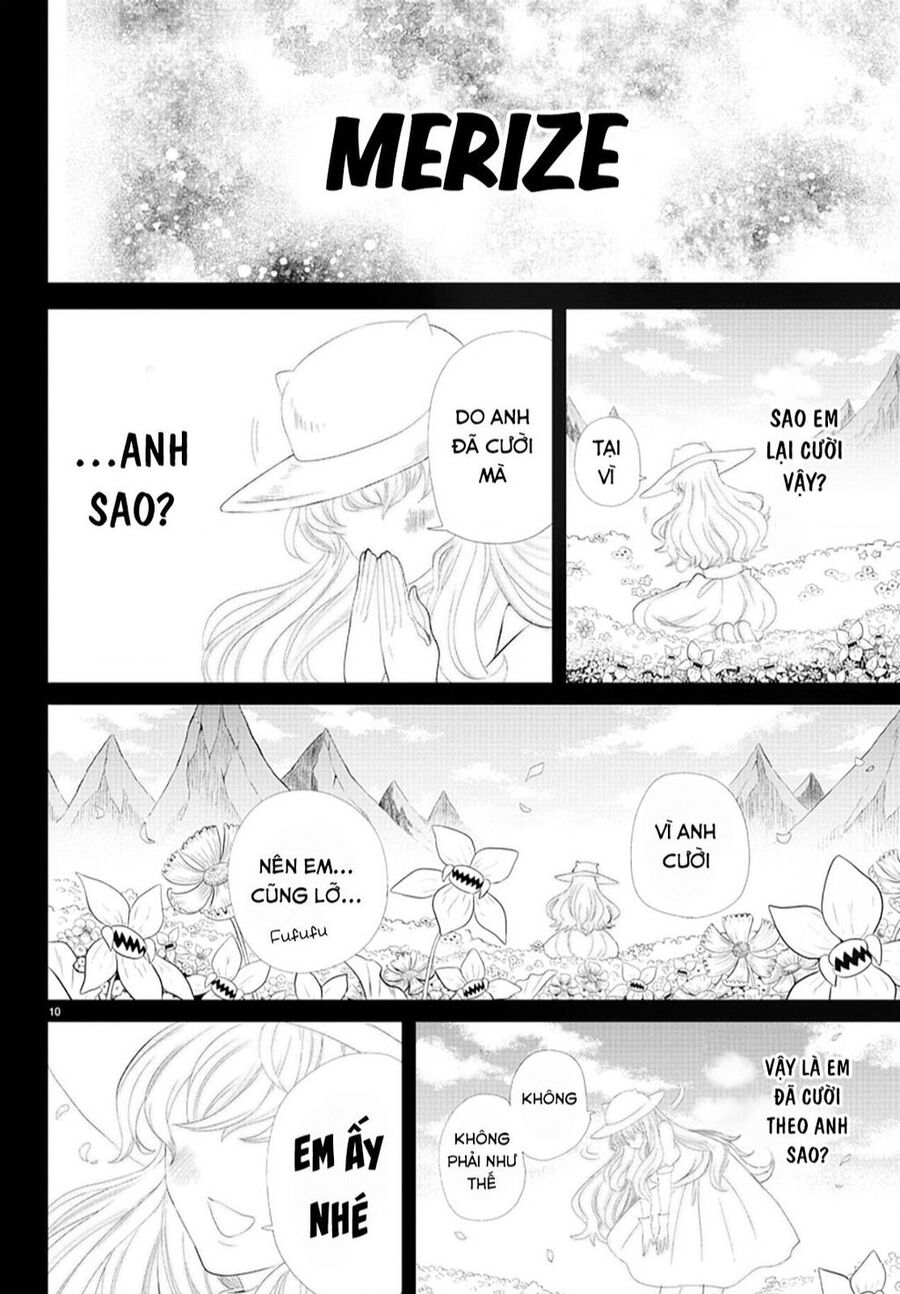 MERIZE
SAO EM
LẠI CƯỜI
VẬY?
TẠI
VÌ
DO ANH
ĐÃ CƯỜI
MÀ
...ANH
SAO?
VÌ ANH
CƯỜI
NÊN EM...
CŨNG LỠ...
Fufufu
10
VẬY LÀ EM
ĐÃ CƯỜI
THEO ANH
SAO?
KHÔNG
KHÔNG
PHẢI NHƯ
THẾ
EM ẤY
NHÉ